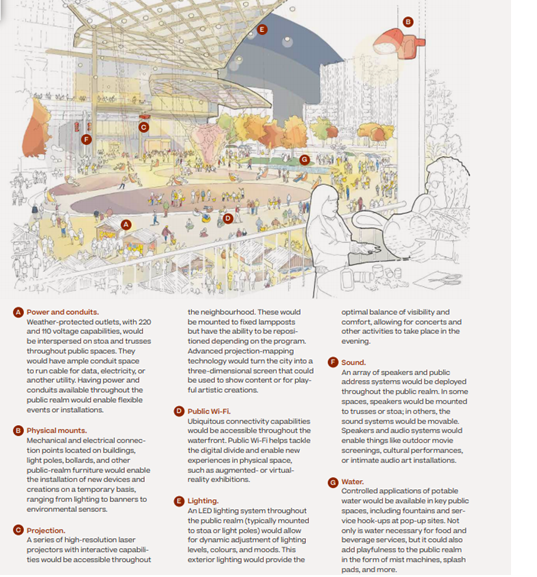 E
B
C
F
G
D
A
A Power and conduits.
Weather-protected outlets, with 220
and 110 voltage capabilities, would
be interspersed on stoa and trusses
throughout public spaces. They
would have ample conduit space
to run cable for data, electricity, or
another utility. Having power and
conduits available throughout the
public realm would enable flexible
events or installations.
B Physical mounts.
Mechanical and electrical connec-
tion points located on buildings,
light poles, bollards, and other
public-realm furniture would enable
the installation of new devices and
creations on a temporary basis,
ranging from lighting to banners to
environmental sensors.
C Projection.
A series of high-resolution laser
projectors with interactive capabili-
ties would be accessible throughout
the neighbourhood. These would
be mounted to fixed lampposts
but have the ability to be reposi-
tioned depending on the program.
Advanced projection-mapping
technology would turn the city into a
three-dimensional screen that could
be used to show content or for play-
ful artistic creations.
D Public Wi-Fi.
Ubiquitous connectivity capabilities
would be accessible throughout the
waterfront. Public Wi-Fi helps tackle
the digital divide and enable new
experiences in physical space,
such as augmented- or virtual-
reality exhibitions.
E Lighting.
An LED lighting system throughout
the public realm (typically mounted
to stoa or light poles) would allow
for dynamic adjustment of lighting
levels, colours, and moods. This
exterior lighting would provide the
optimal balance of visibility and
comfort, allowing for concerts and
other activities to take place in the
evening.
F Sound.
An array of speakers and public
address systems would be deployed
throughout the public realm. In some
spaces, speakers would be mounted
to trusses or stoa; in others, the
sound systems would be movable.
Speakers and audio systems would
enable things like outdoor movie
screenings, cultural performances,
or intimate audio art installations.
G Water.
Controlled applications of potable
water would be available in key public
spaces, including fountains and ser-
vice hook-ups at pop-up sites. Not
only is water necessary for food and
beverage services, but it could also
add playfulness to the public realm
in the form of mist machines, splash
pads, and more.